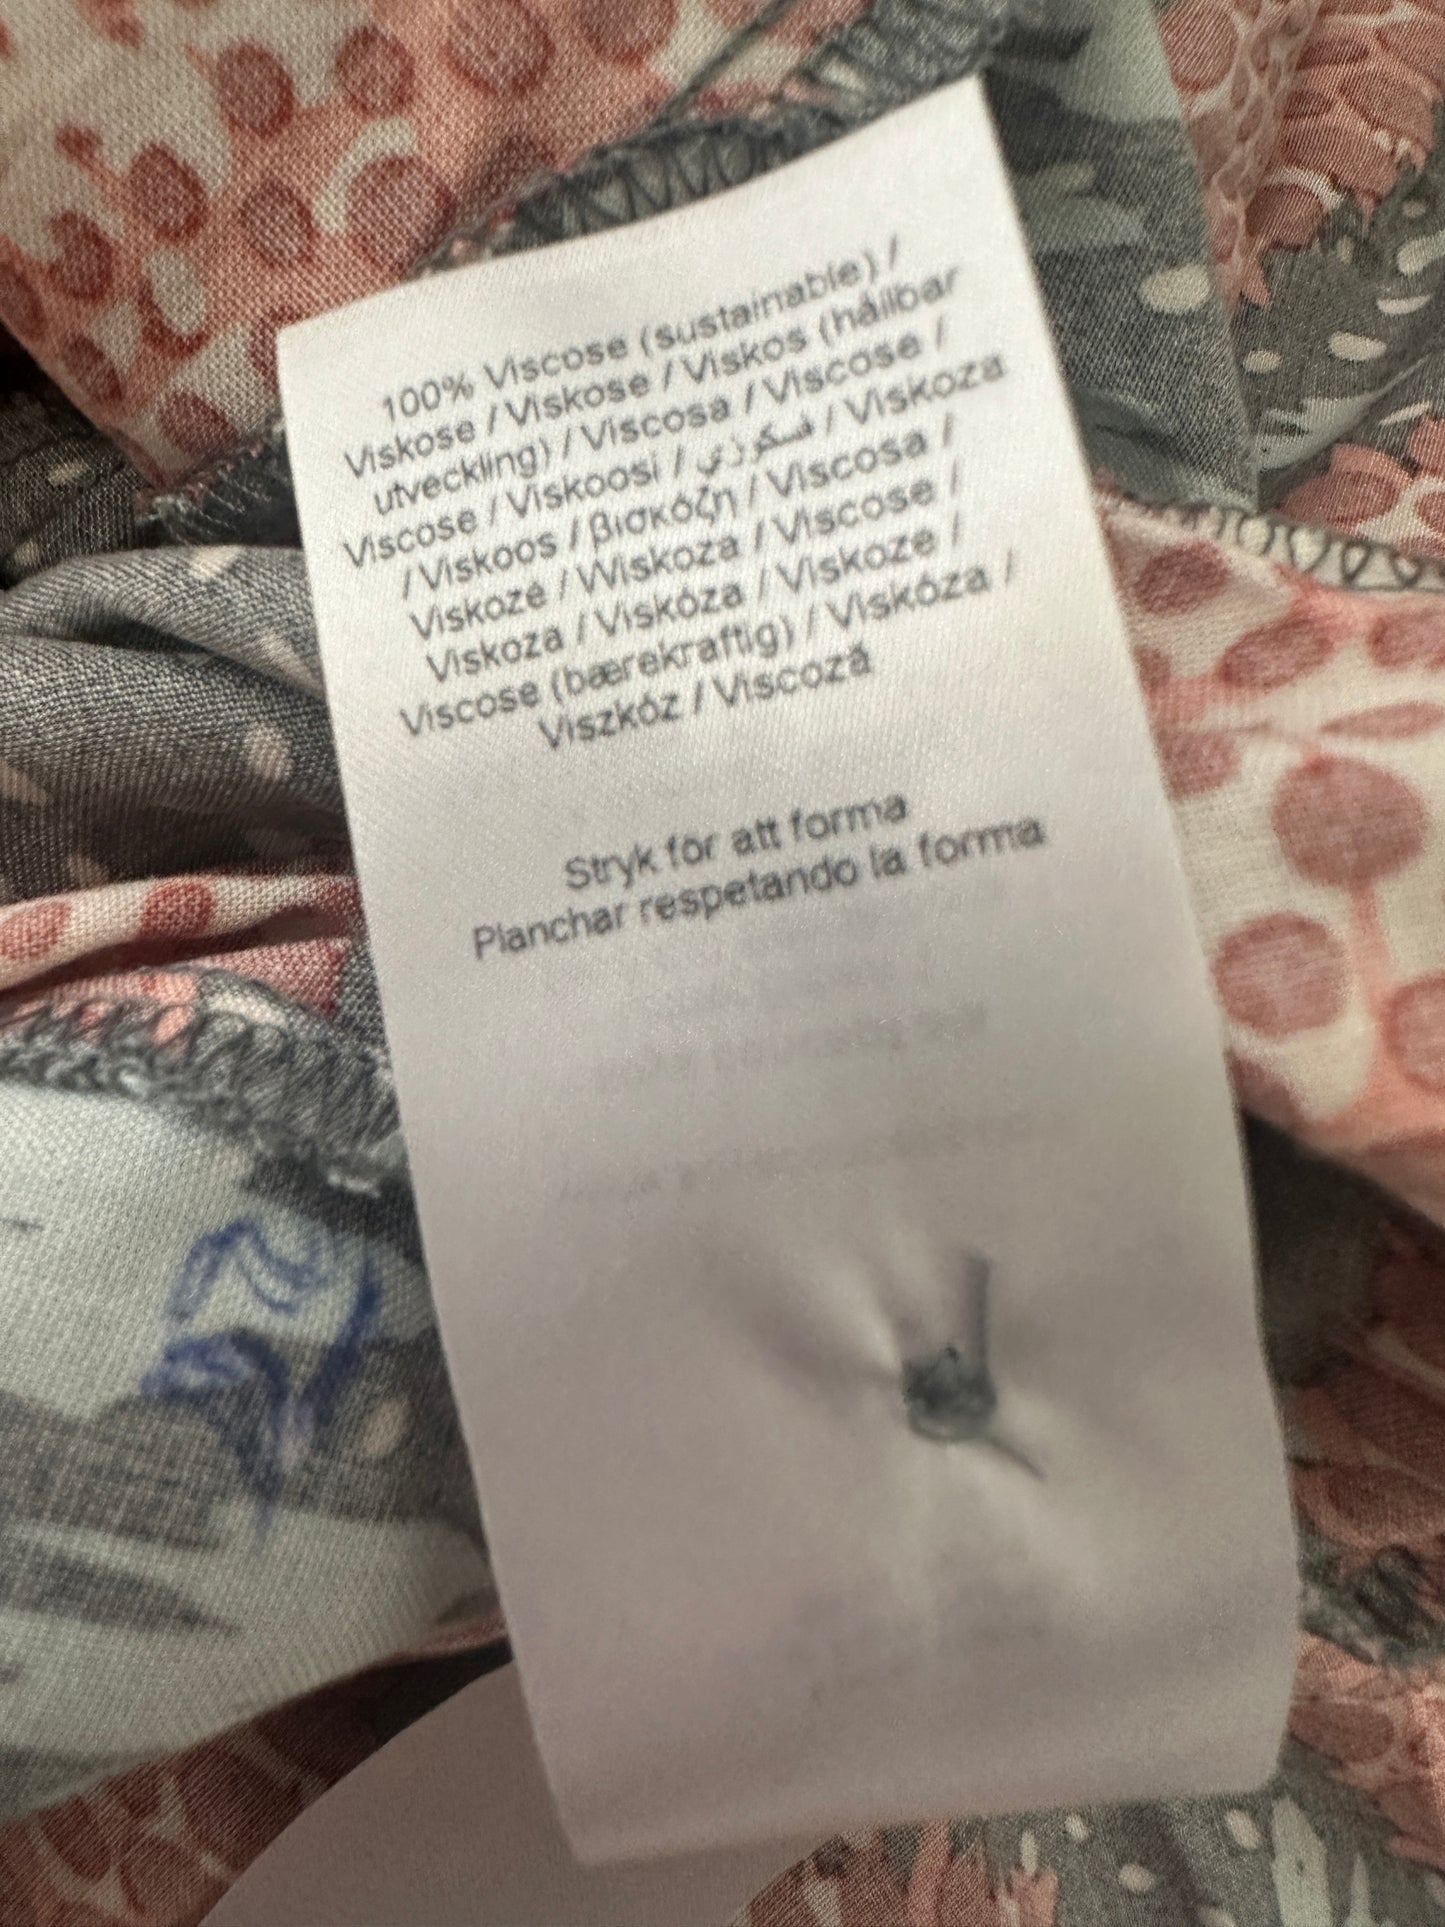 100% Viscose (sustainable) /
Viskose / Viskose / Viskos (hållbar
utveckling) / Viscosa / Viscose /
Viscose / Viskoosi / فسكوزي / Viskoza
/ Viskoos / βισκόζη / Viscosa /
Viskozé / Wiskoza / Viscose /
Viskoza / Viskóza / Viskoze /
Viscose (bærekraftig) / Viskóza /
Viszkóz / Viscoză
Stryk för att forma
Planchar respetando la forma